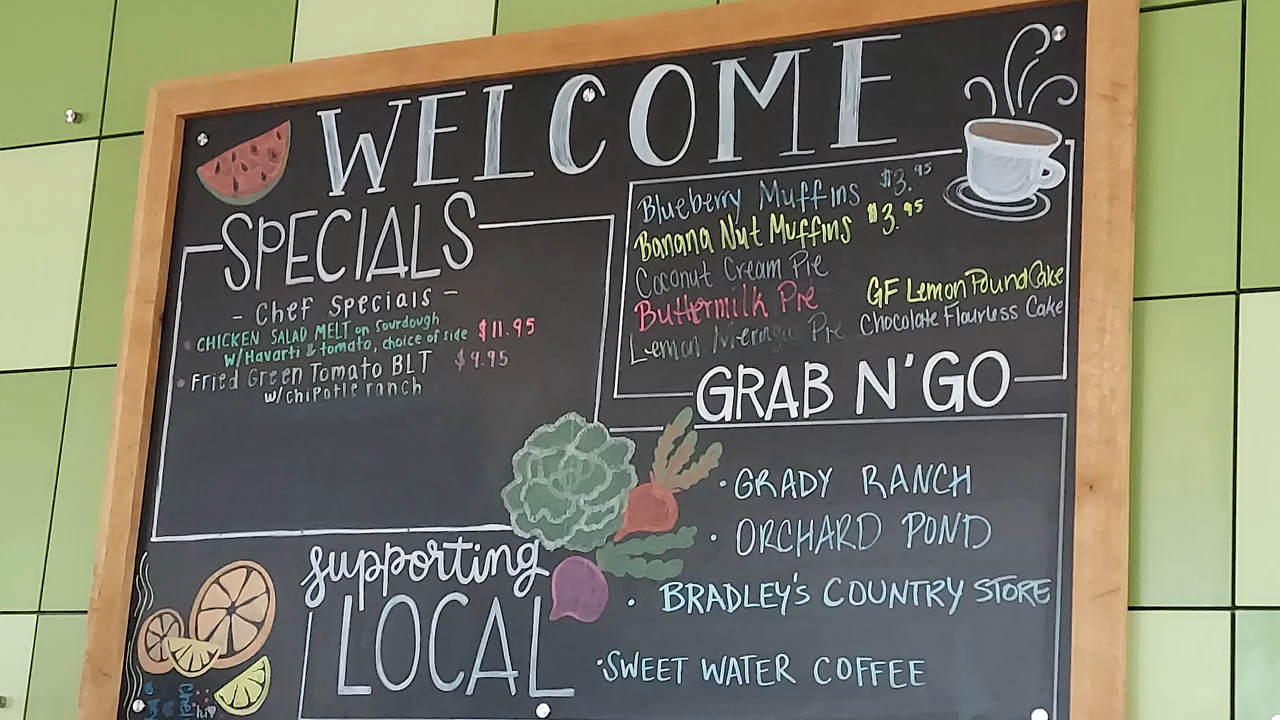 WELCOME
SPECIALS
- Chef Specials -
• CHICKEN SALAD MELT on Sourdough
w/Havarti & tomato, choice of side $11.95
• Fried Green Tomato BLT $9.95
w/chipotle ranch
Blueberry Muffins $3.95
Banana Nut Muffins $3.95
Coconut Cream Pie
Buttermilk Pie
Lemon Meringue Pie
GF Lemon Pound Cake
Chocolate Flourless Cake
GRAB N'GO
supporting
LOCAL
• GRADY RANCH
• ORCHARD POND
• BRADLEY'S COUNTRY STORE
• SWEET WATER COFFEE